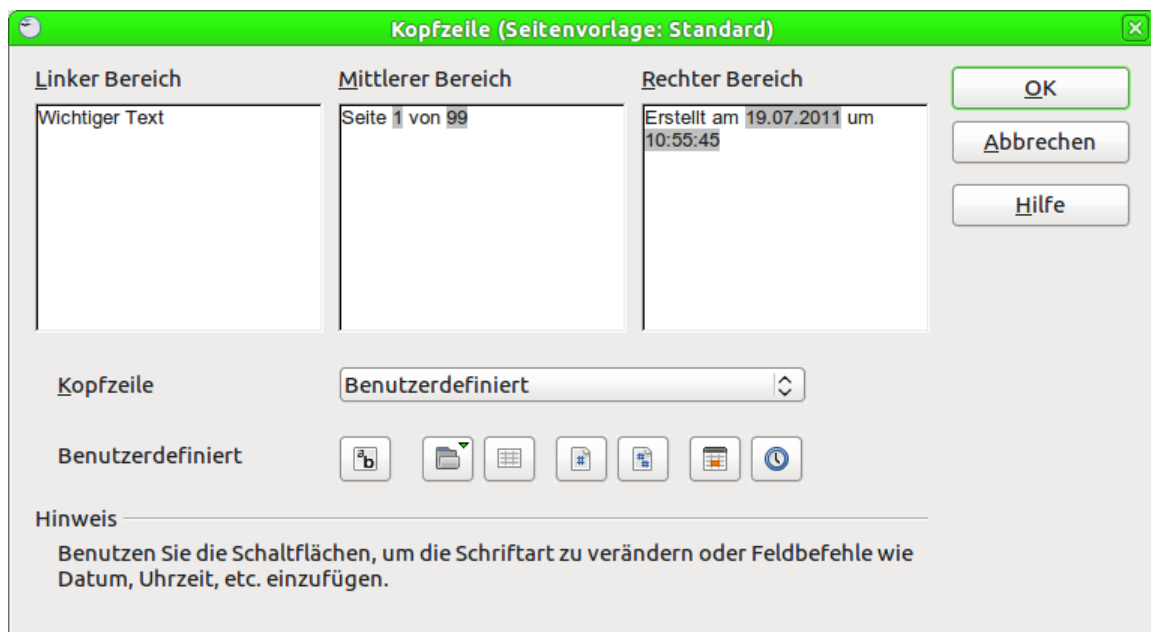 Kopfzeile (Seitenvorlage: Standard)
Linker Bereich
Mittlerer Bereich
Rechter Bereich
OK
Wichtiger Text
Seite 1 von 99
Erstellt am 19.07.2011 um
10:55:45
Abbrechen
Hilfe
Kopfzeile
Benutzerdefiniert
Benutzerdefiniert
ab
#
##
Hinweis
Benutzen Sie die Schaltflächen, um die Schriftart zu verändern oder Feldbefehle wie
Datum, Uhrzeit, etc. einzufügen.